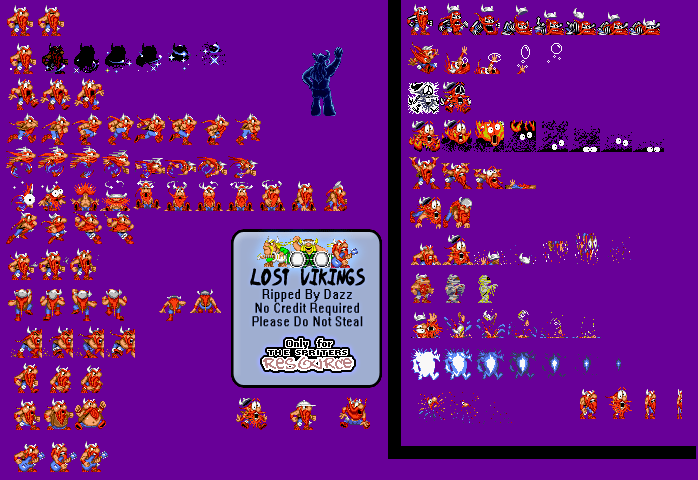 LOST VIKINGS
Ripped By Dazz
No Credit Required
Please Do Not Steal
Only for
THE SPRITERS
RESOURCE